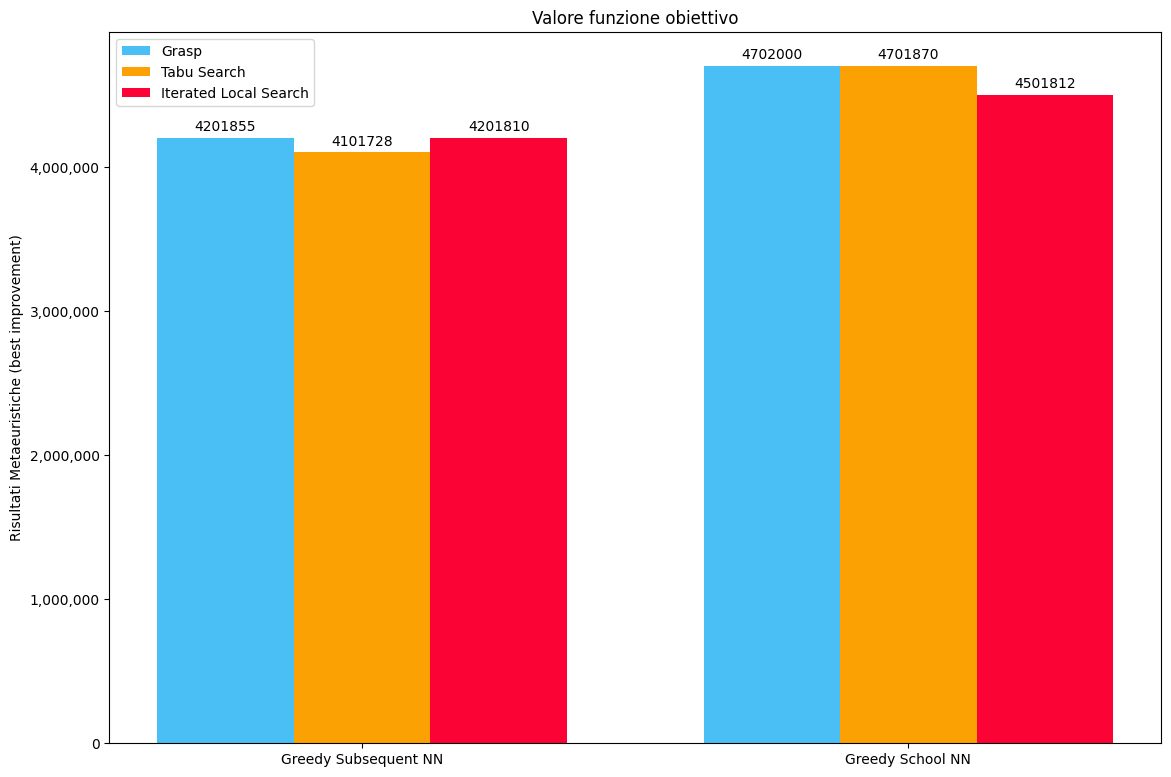 Valore funzione obiettivo
Grasp
Tabu Search
Iterated Local Search
4201855
4101728
4201810
4702000
4701870
4501812
4,000,000
3,000,000
2,000,000
1,000,000
0
Risultati Metaeuristiche (best improvement)
Greedy Subsequent NN
Greedy School NN